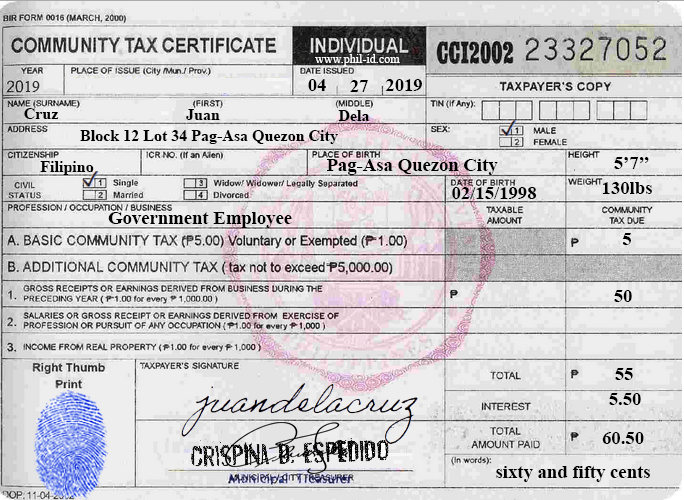 BIR FORM 0016 (MARCH, 2000)
COMMUNITY TAX CERTIFICATE
INDIVIDUAL
www.phil-id.com
CCI2002 23327052
YEAR
2019
PLACE OF ISSUE (City /Mun./ Prov.)
DATE ISSUED
04 27 2019
TAXPAYER'S COPY
NAME (SURNAME) (FIRST) (MIDDLE)
Cruz Juan Dela
TIN (If Any):
ADDRESS
Block 12 Lot 34 Pag-Asa Quezon City
SEX:
1 MALE
2 FEMALE
CITIZENSHIP
Filipino
ICR.NO. (If an Alien)
PLACE OF BIRTH
Pag-Asa Quezon City
HEIGHT
5'7”
CIVIL STATUS
1 Single
2 Married
3 Widow/ Widower/ Legally Separated
4 Divorced
DATE OF BIRTH
02/15/1998
WEIGHT
130lbs
PROFESSION / OCCUPATION / BUSINESS
Government Employee
TAXABLE AMOUNT
COMMUNITY TAX DUE
A. BASIC COMMUNITY TAX (₱5.00) Voluntary or Exempted (₱1.00)
₱ 5
B. ADDITIONAL COMMUNITY TAX ( tax not to exceed ₱5,000.00)
1. GROSS RECEIPTS OR EARNINGS DERIVED FROM BUSINESS DURING THE
PRECEDING YEAR ( ₱1.00 for every ₱ 1,000.00 )
₱ 50
2. SALARIES OR GROSS RECEIPT OR EARNINGS DERIVED FROM EXERCISE OF
PROFESSION OR PURSUIT OF ANY OCCUPATION ( ₱1.00 for every ₱ 1,000 )
3. INCOME FROM REAL PROPERTY ( ₱1.00 for every ₱ 1,000 )
Right Thumb
Print
TAXPAYER'S SIGNATURE
juandelacruz
CRISPINA D. ESPEDIDO
MUNICIPAL/CITY TREASURER
Municipal Treasurer
TOTAL ₱ 55
INTEREST 5.50
TOTAL
AMOUNT PAID ₱ 60.50
(In words):
sixty and fifty cents